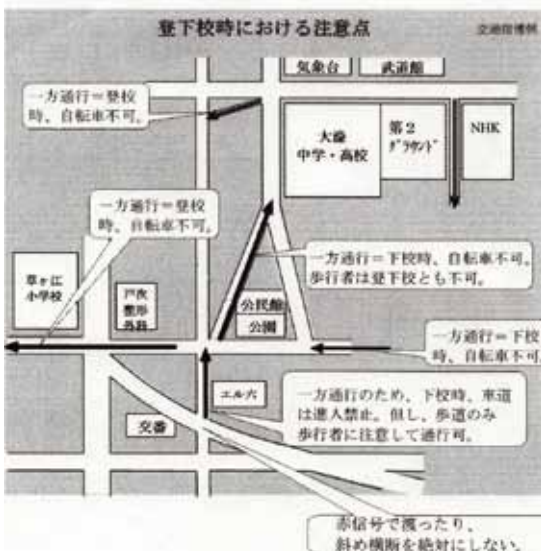 登下校時における注意点
交通指導係
気象台
武道館
一方通行=登校
時、自転車不可。
大濠
中学・高校
第2
グラウンド
NHK
一方通行=登校
時、自転車不可。
草ヶ江
小学校
戸次
整形
外科
一方通行=下校時、自転車不可。
歩行者は登下校とも不可。
公民館
公園
一方通行=下校
時、自転車不可
エル六
一方通行のため、下校時、車道
は進入禁止。但し、歩道のみ
歩行者に注意して通行可。
交番
赤信号で渡ったり、
斜め横断を絶対にしない。